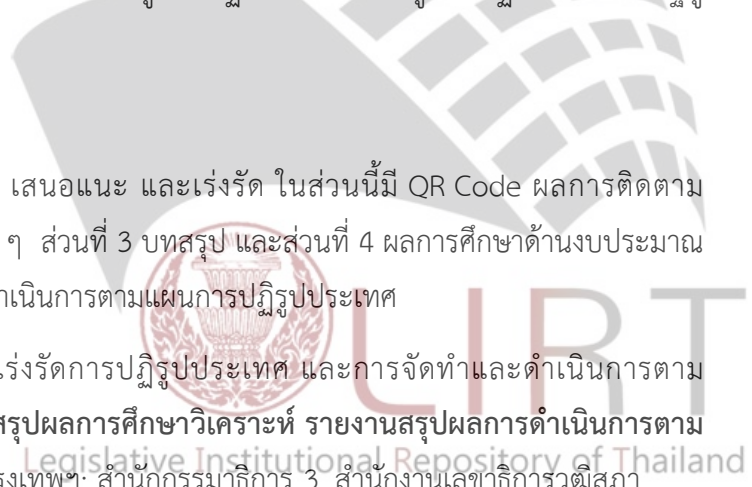 เสนอแนะ และเร่งรัด ในส่วนนี้มี QR Code ผลการติดตาม
ๆ ส่วนที่ 3 บทสรุป และส่วนที่ 4 ผลการศึกษาด้านงบประมาณ
ำเนินการตามแผนการปฏิรูปประเทศ
LIRT
เร่งรัดการปฏิรูปประเทศ และการจัดทำและดำเนินการตาม
สรุปผลการศึกษาวิเคราะห์ รายงานสรุปผลการดำเนินการตาม
Legislative Institutional Repository of Thailand
รุงเทพฯ: สำนักกรรมาธิการ 3 สำนักงานเลขาธิการวุฒิสภา